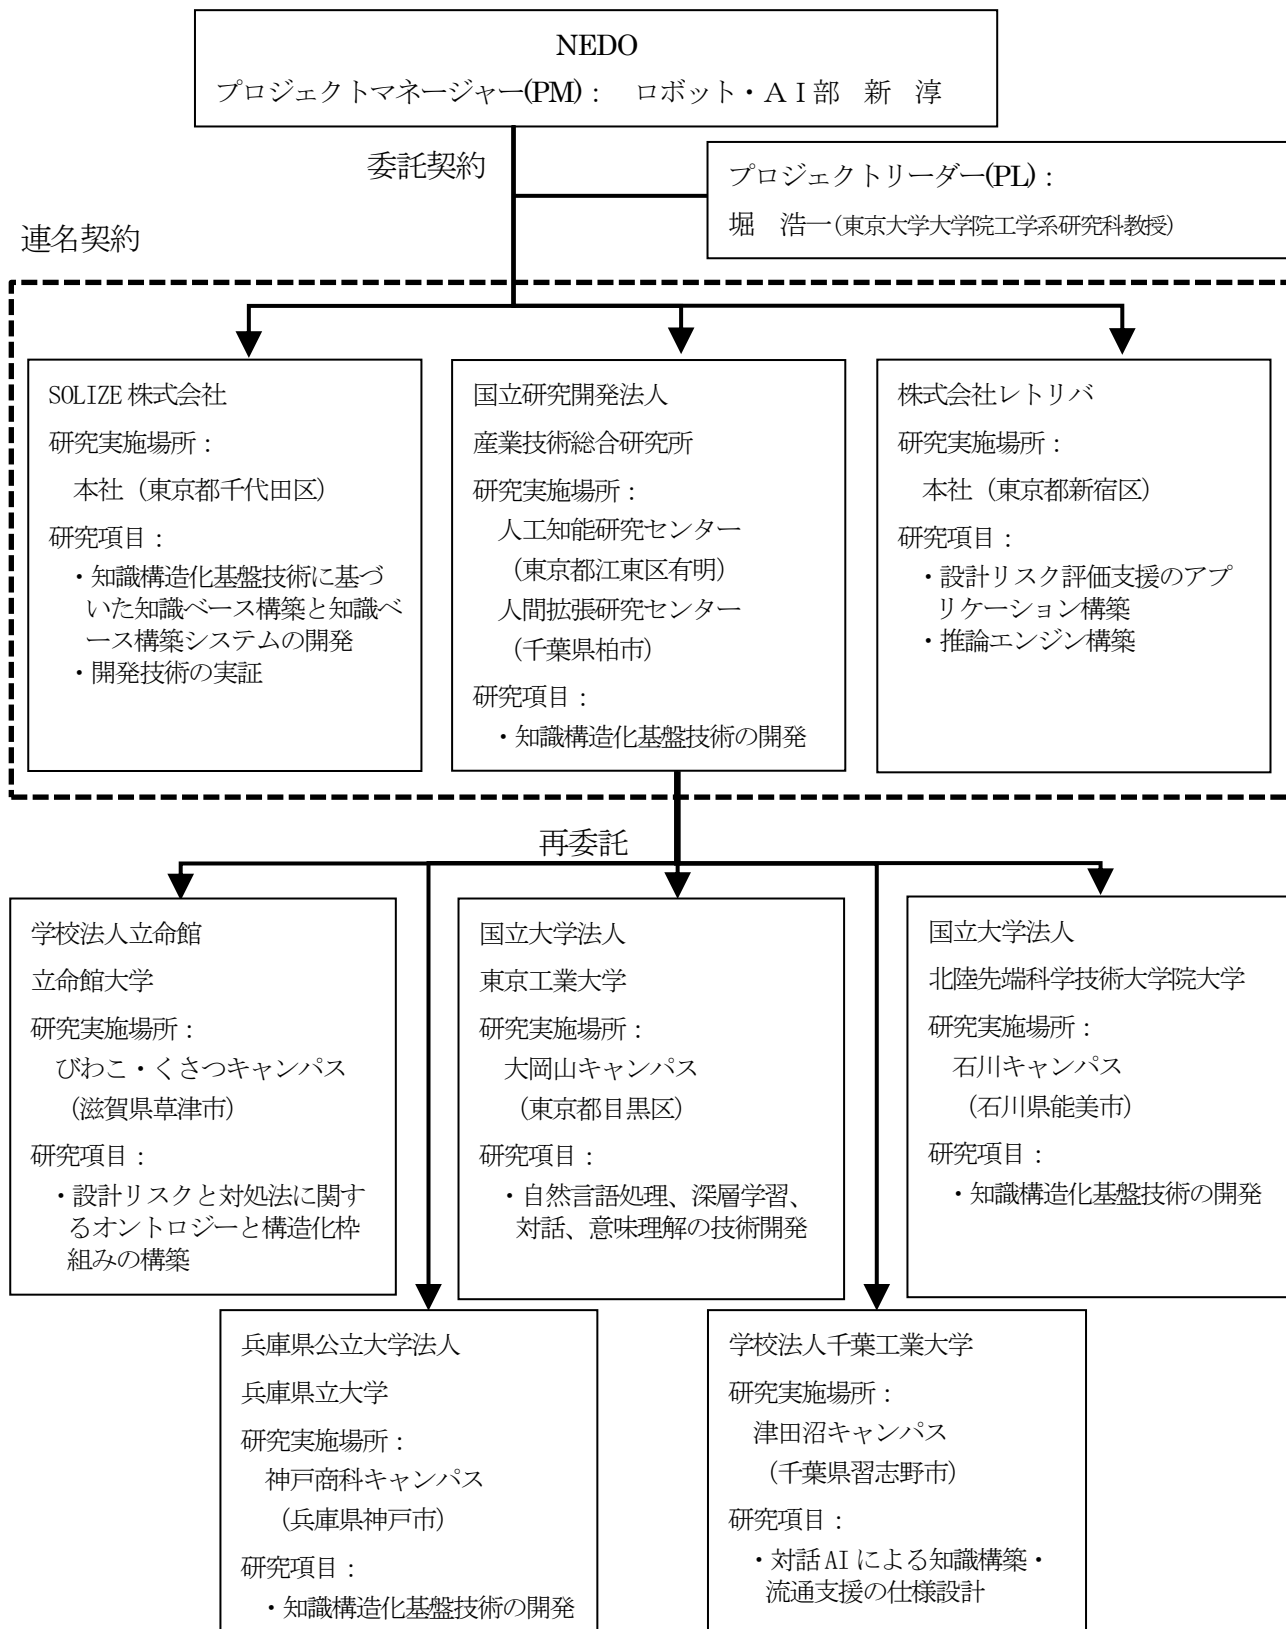 NEDO
プロジェクトマネージャー(PM)： ロボット・ＡＩ部 新 淳
委託契約
プロジェクトリーダー(PL)：
堀 浩一(東京大学大学院工学系研究科教授)
連名契約
SOLIZE 株式会社
研究実施場所：
本社（東京都千代田区）
研究項目：
・知識構造化基盤技術に基づ
いた知識ベース構築と知識ベ
ース構築システムの開発
・開発技術の実証
国立研究開発法人
産業技術総合研究所
研究実施場所：
人工知能研究センター
（東京都江東区有明）
人間拡張研究センター
（千葉県柏市）
研究項目：
・知識構造化基盤技術の開発
株式会社レトリバ
研究実施場所：
本社（東京都新宿区）
研究項目：
・設計リスク評価支援のアプ
リケーション構築
・推論エンジン構築
再委託
学校法人立命館
立命館大学
研究実施場所：
びわこ・くさつキャンパス
（滋賀県草津市）
研究項目：
・設計リスクと対処法に関す
るオントロジーと構造化枠
組みの構築
国立大学法人
東京工業大学
研究実施場所：
大岡山キャンパス
（東京都目黒区）
研究項目：
・自然言語処理、深層学習、
対話、意味理解の技術開発
国立大学法人
北陸先端科学技術大学院大学
研究実施場所：
石川キャンパス
（石川県能美市）
研究項目：
・知識構造化基盤技術の開発
兵庫県公立大学法人
兵庫県立大学
研究実施場所：
神戸商科キャンパス
（兵庫県神戸市）
研究項目：
・知識構造化基盤技術の開発
学校法人千葉工業大学
研究実施場所：
津田沼キャンパス
（千葉県習志野市）
研究項目：
・対話 AI による知識構築・
流通支援の仕様設計